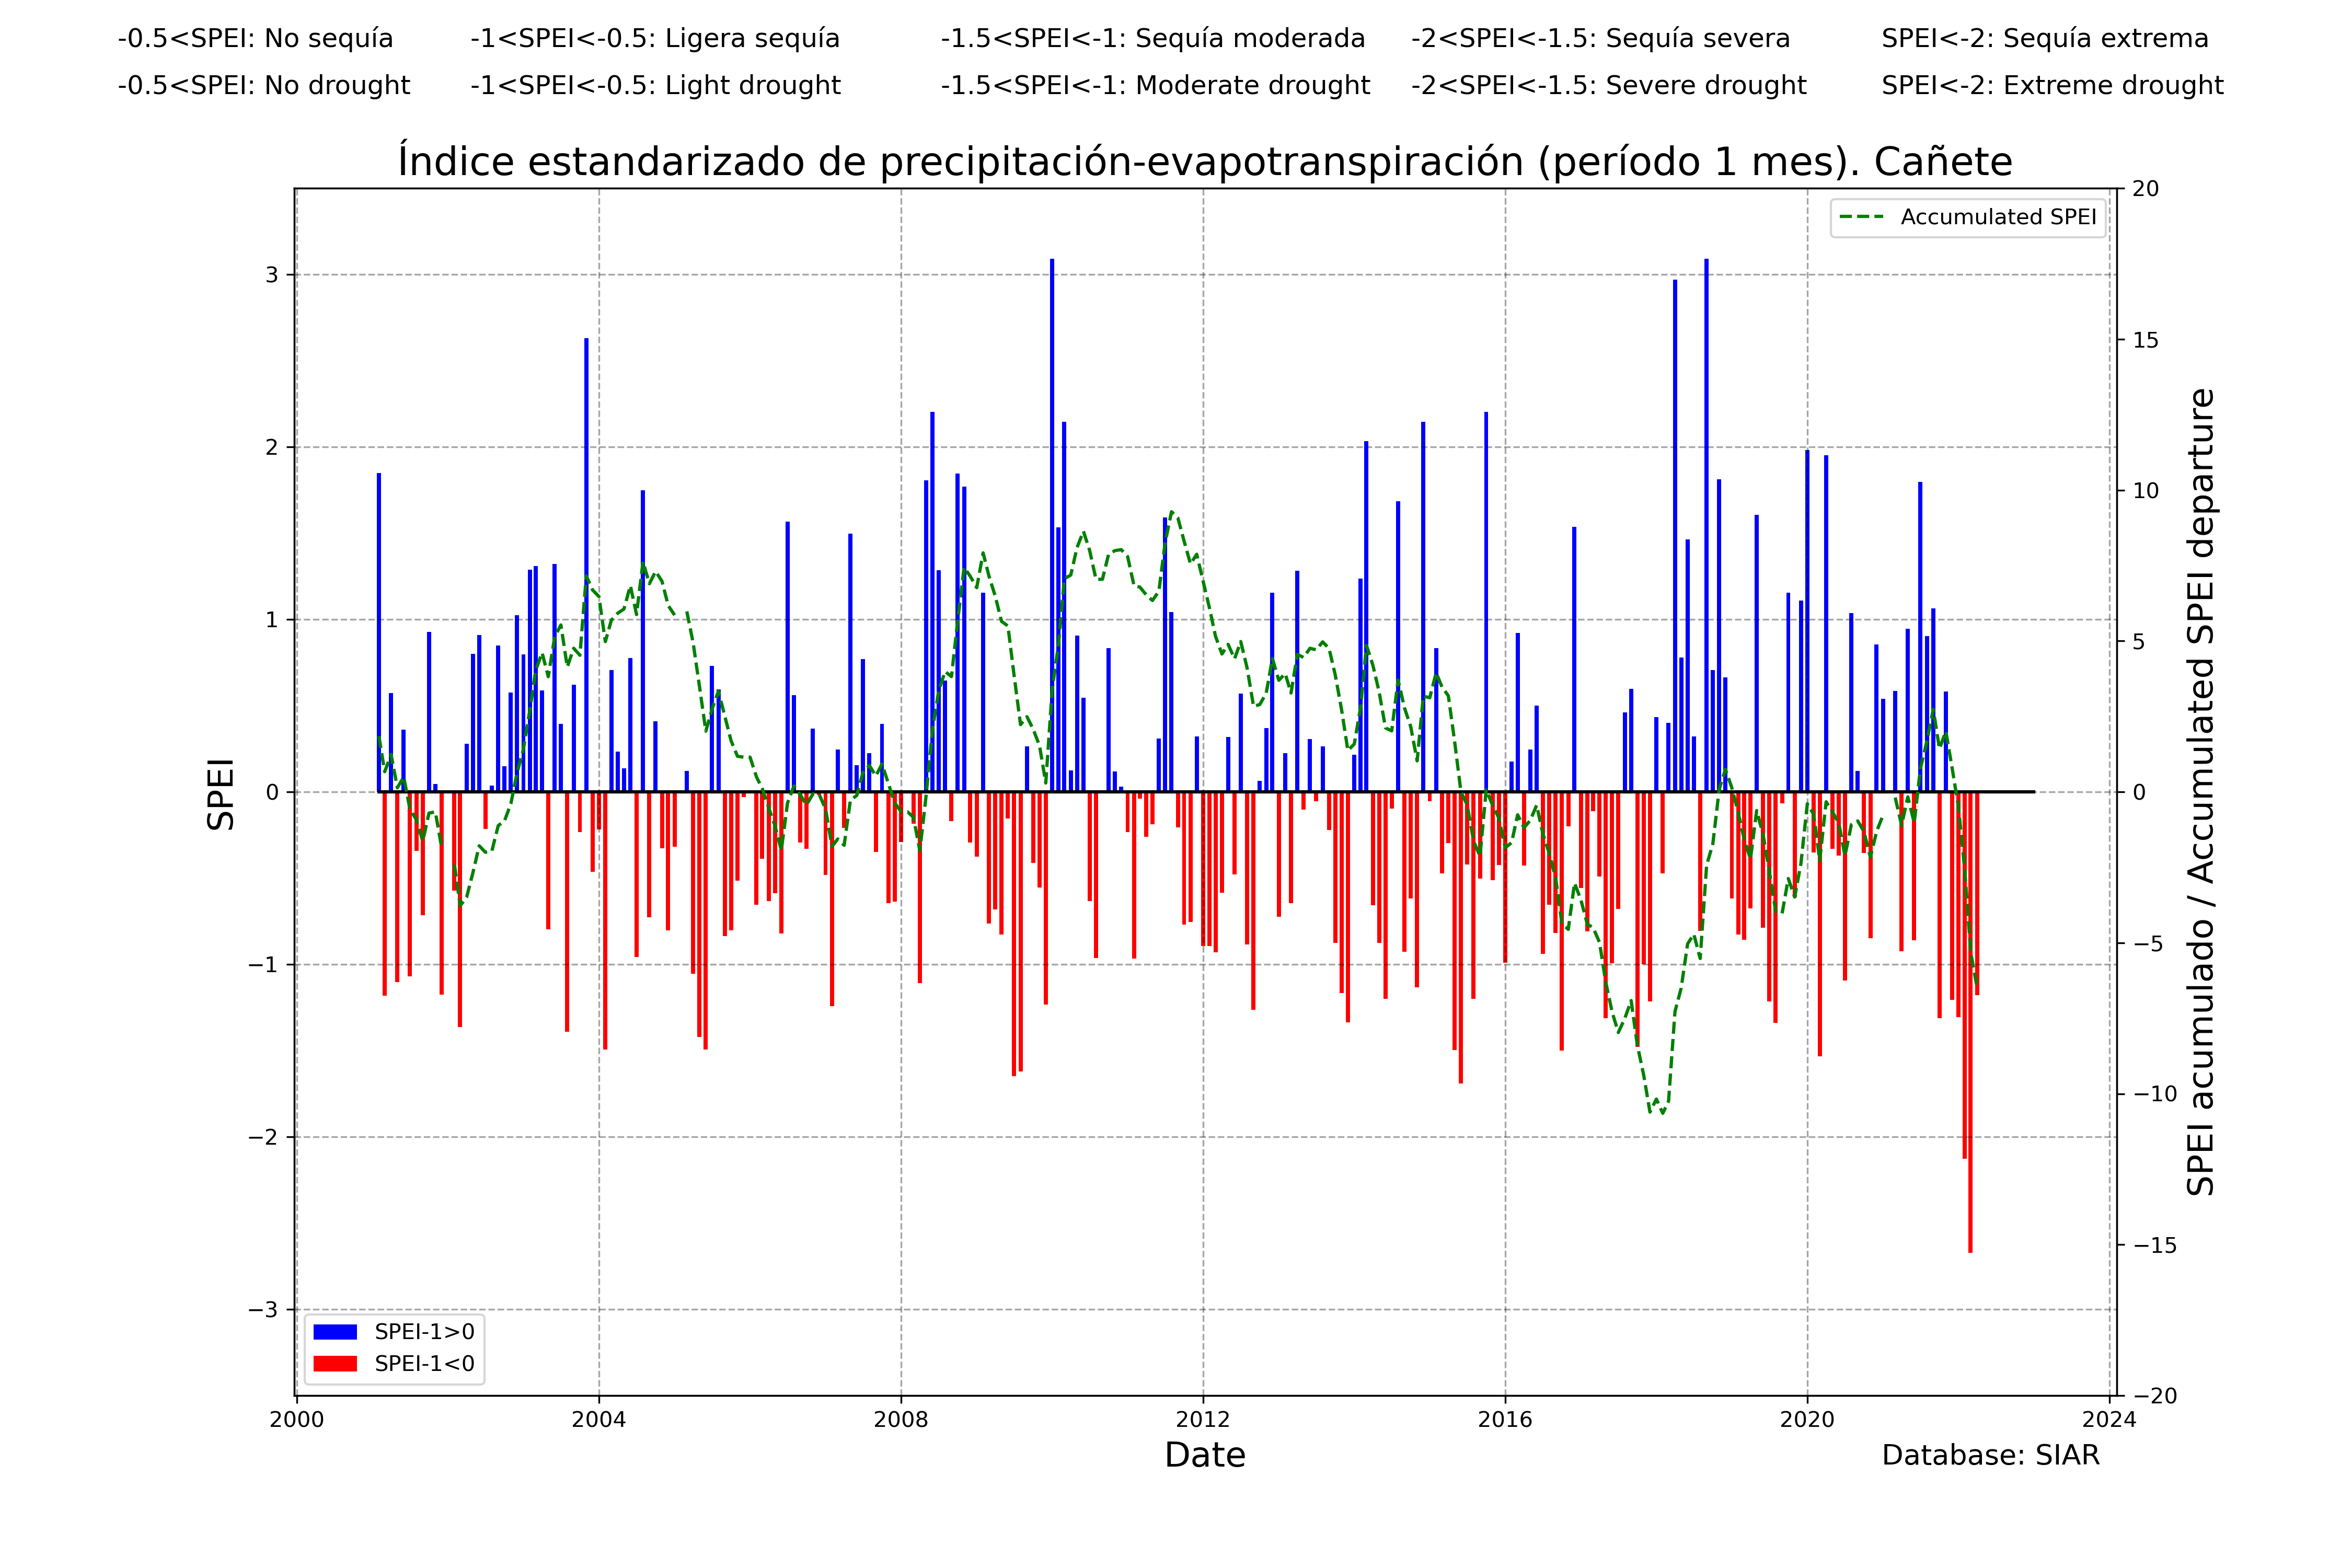 -0.5<SPEI: No sequía -1<SPEI<-0.5: Ligera sequía -1.5<SPEI<-1: Sequía moderada -2<SPEI<-1.5: Sequía severa SPEI<-2: Sequía extrema
-0.5<SPEI: No drought -1<SPEI<-0.5: Light drought -1.5<SPEI<-1: Moderate drought -2<SPEI<-1.5: Severe drought SPEI<-2: Extreme drought
Índice estandarizado de precipitación-evapotranspiración (período 1 mes). Cañete
Accumulated SPEI
SPEI
3
2
1
0
−1
−2
−3
20
15
10
5
0
−5
−10
−15
−20
SPEI acumulado / Accumulated SPEI departure
SPEI-1>0
SPEI-1<0
2000 2004 2008 2012 2016 2020 2024
Date
Database: SIAR